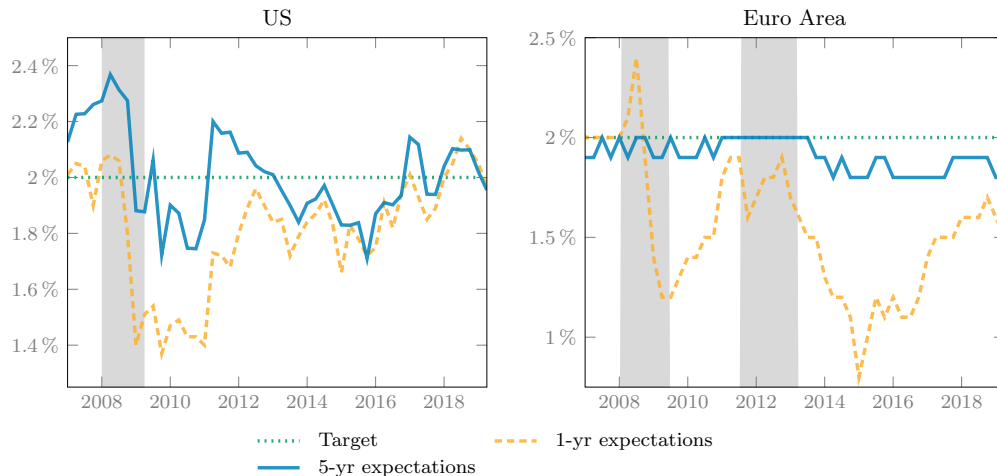 US
2.4 %
2.2 %
2 %
1.8 %
1.6 %
1.4 %
2008 2010 2012 2014 2016 2018
Euro Area
2.5 %
2 %
1.5 %
1 %
2008 2010 2012 2014 2016 2018
Target
1-yr expectations
5-yr expectations